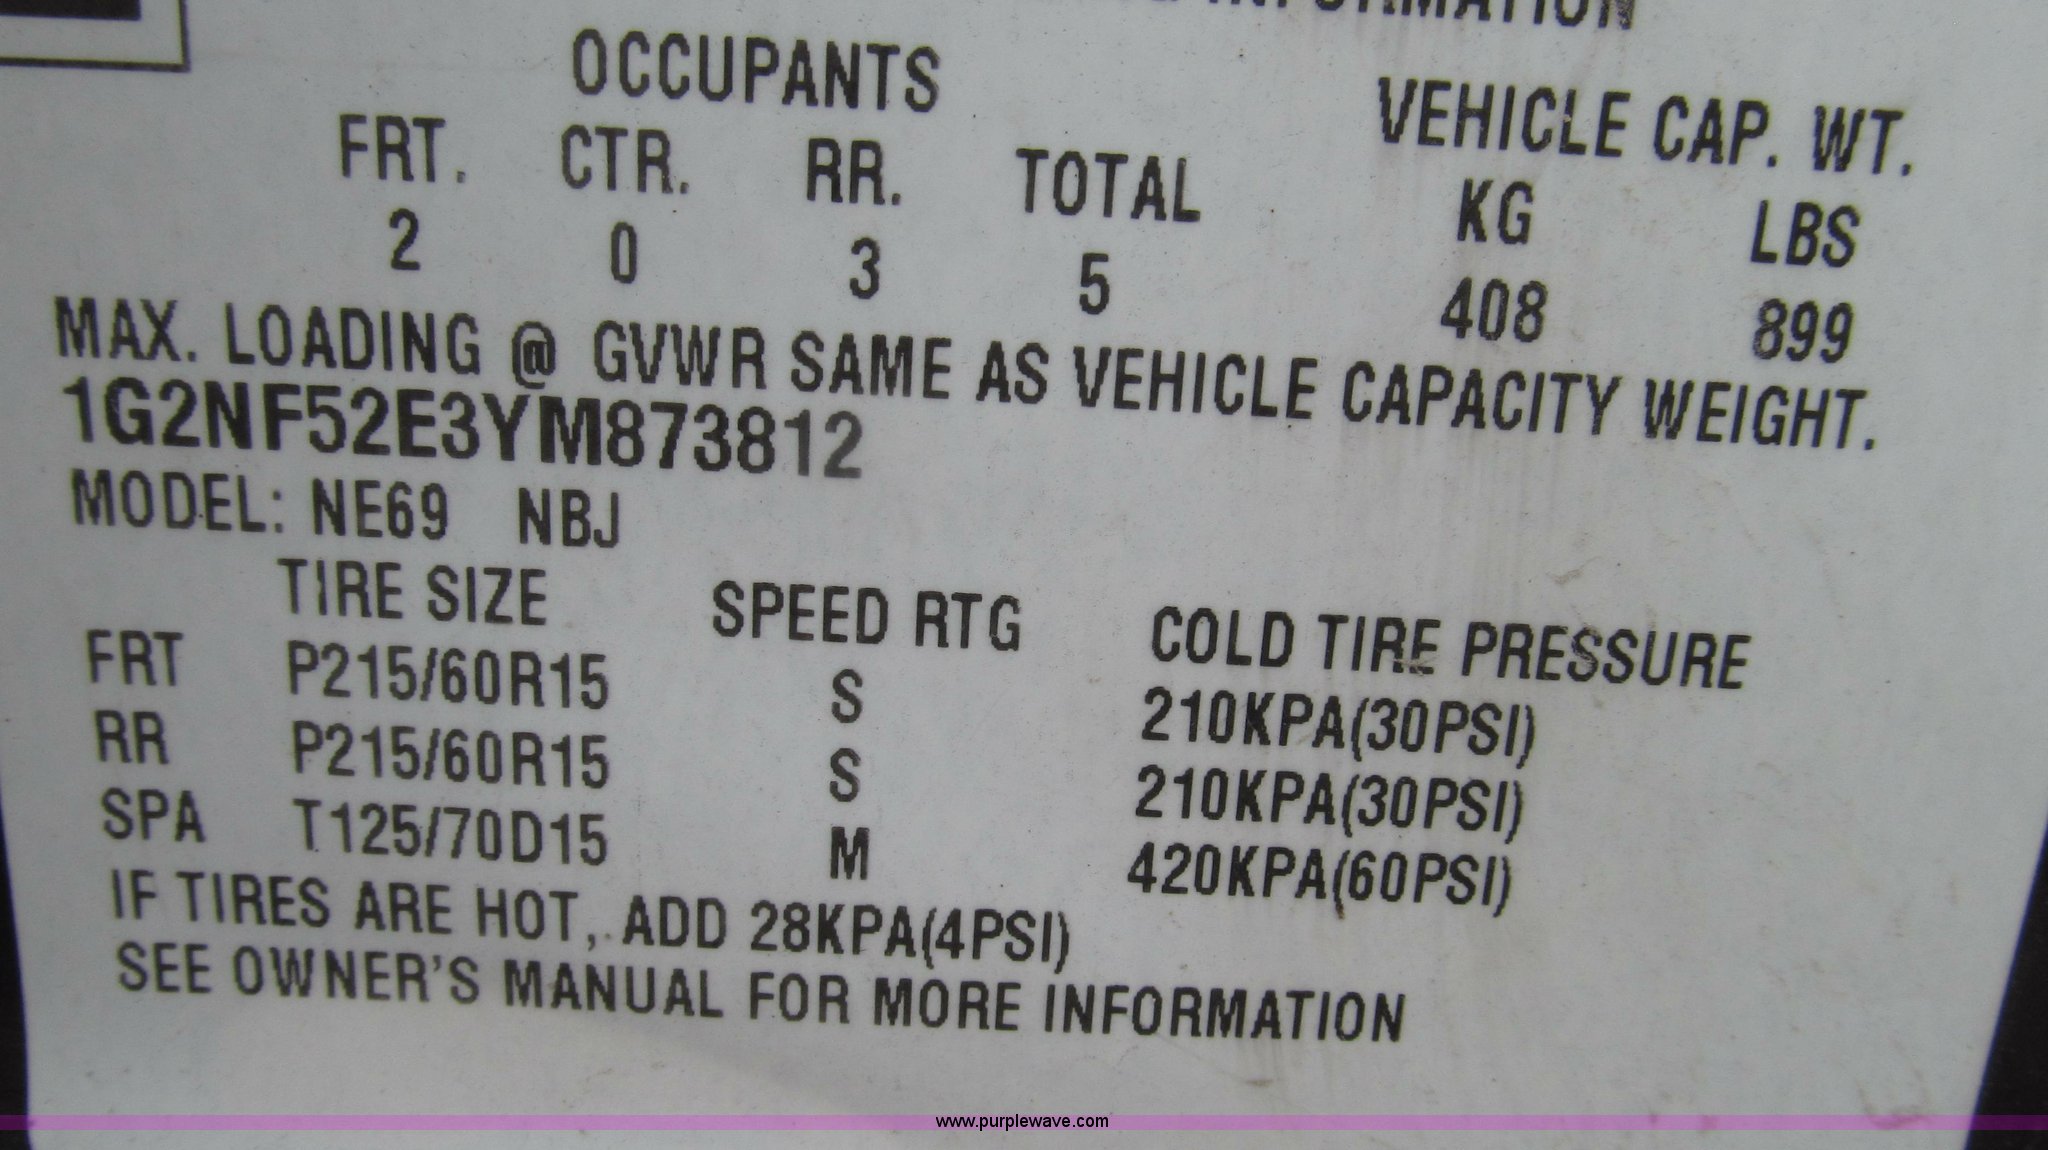 INFORMATION
OCCUPANTS VEHICLE CAP. WT.
FRT. CTR. RR. TOTAL KG LBS
2 0 3 5 408 899
MAX. LOADING @ GVWR SAME AS VEHICLE CAPACITY WEIGHT.
1G2NF52E3YM873812
MODEL: NE69 NBJ
TIRE SIZE SPEED RTG COLD TIRE PRESSURE
FRT P215/60R15 S 210KPA(30PSI)
RR P215/60R15 S 210KPA(30PSI)
SPA T125/70D15 M 420KPA(60PSI)
IF TIRES ARE HOT, ADD 28KPA(4PSI)
SEE OWNER'S MANUAL FOR MORE INFORMATION
www.purplewave.com